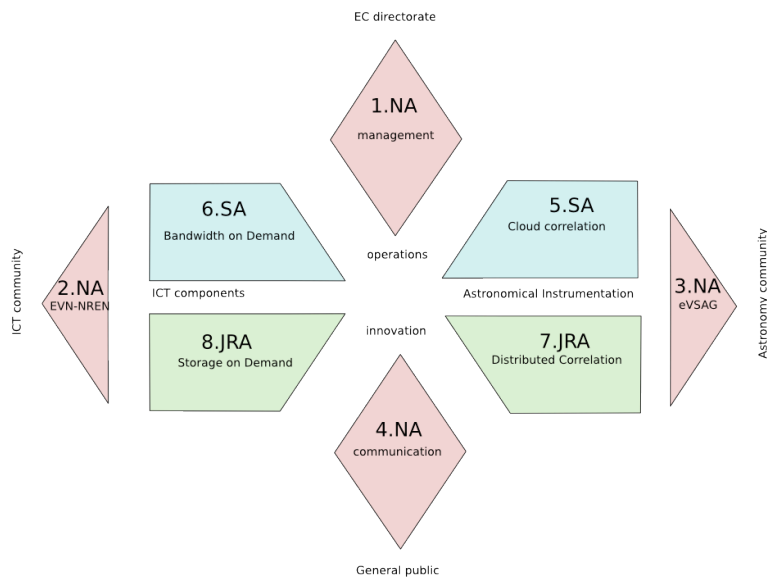 EC directorate
1.NA
management
6.SA
Bandwidth on Demand
5.SA
Cloud correlation
operations
ICT community
2.NA
EVN-NREN
ICT components
Astronomical Instrumentation
3.NA
eVSAG
Astronomy community
innovation
8.JRA
Storage on Demand
7.JRA
Distributed Correlation
4.NA
communication
General public